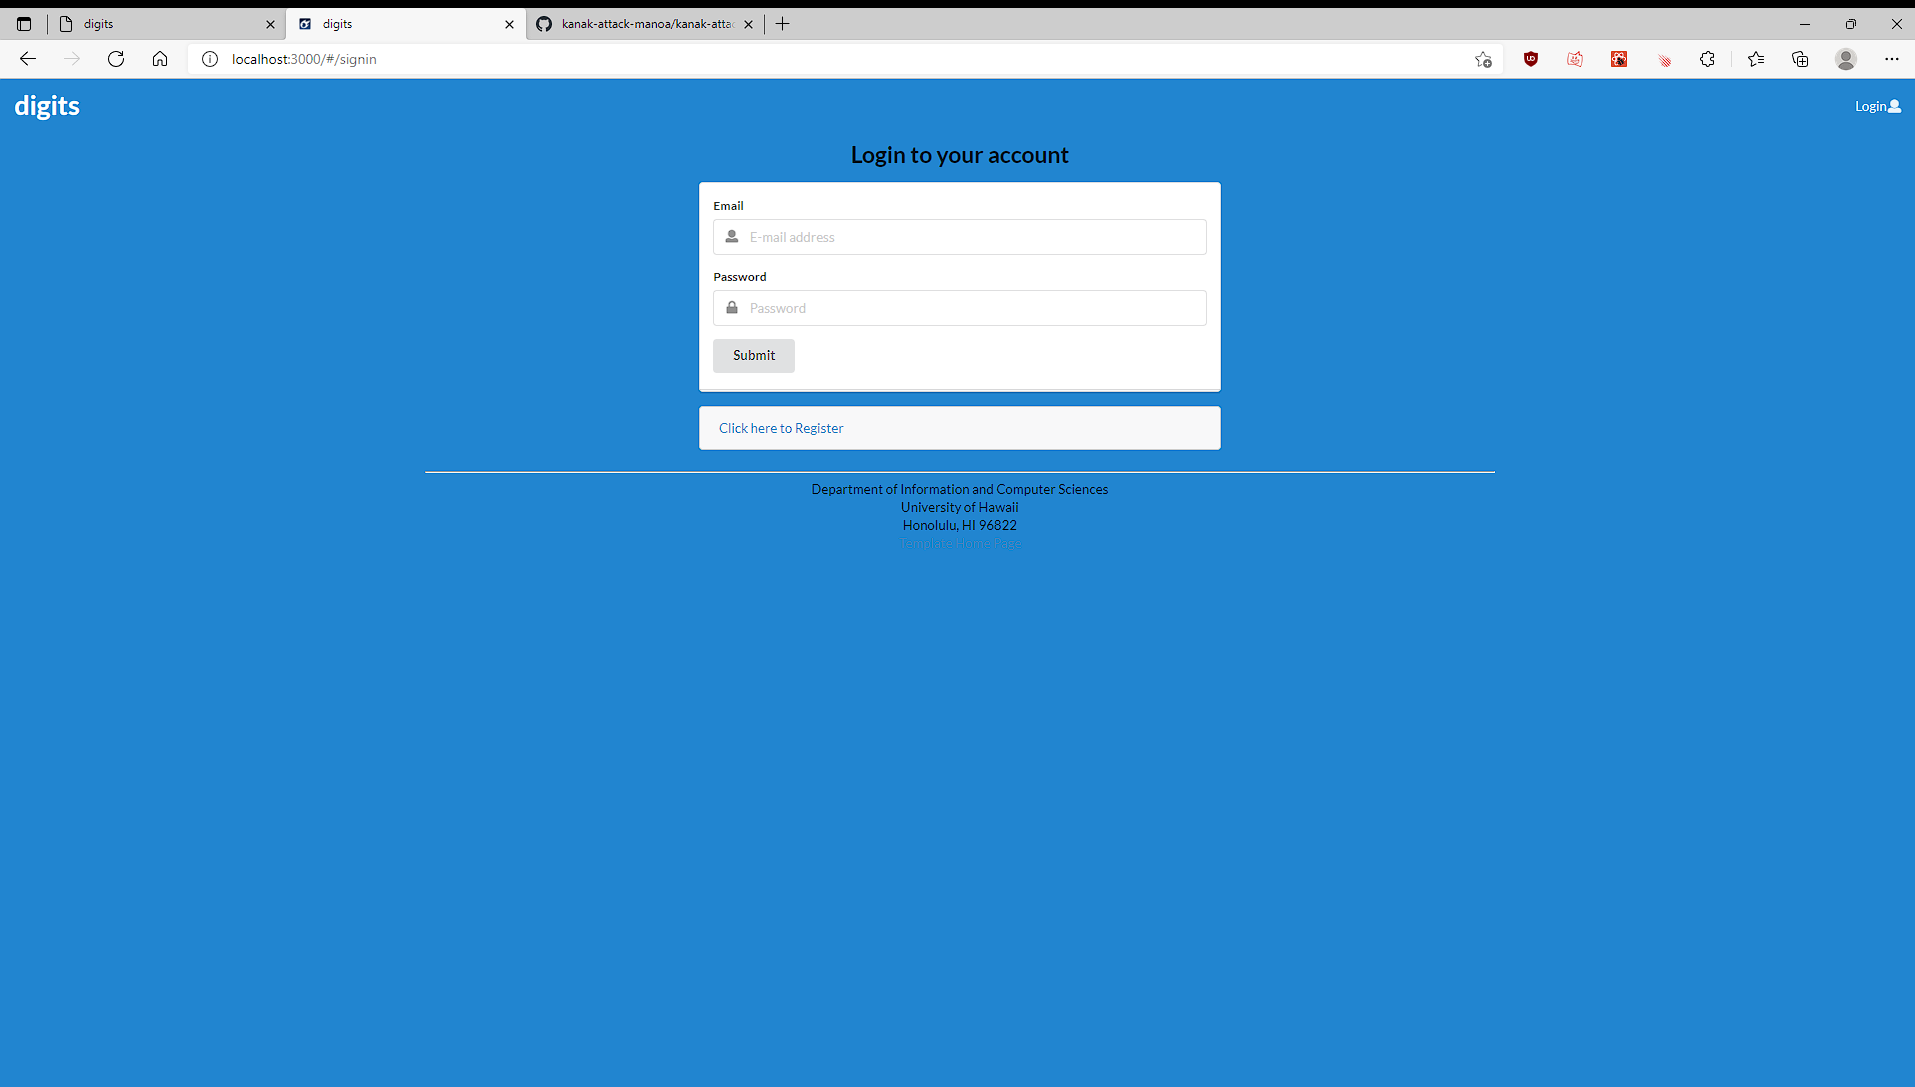 digits
digits
kanak-attack-manoa/kanak-atta
localhost:3000/#/signin
digits
Login
Login to your account
Email
E-mail address
Password
Password
Submit
Click here to Register
Department of Information and Computer Sciences
University of Hawaii
Honolulu, HI 96822
Template Home Page